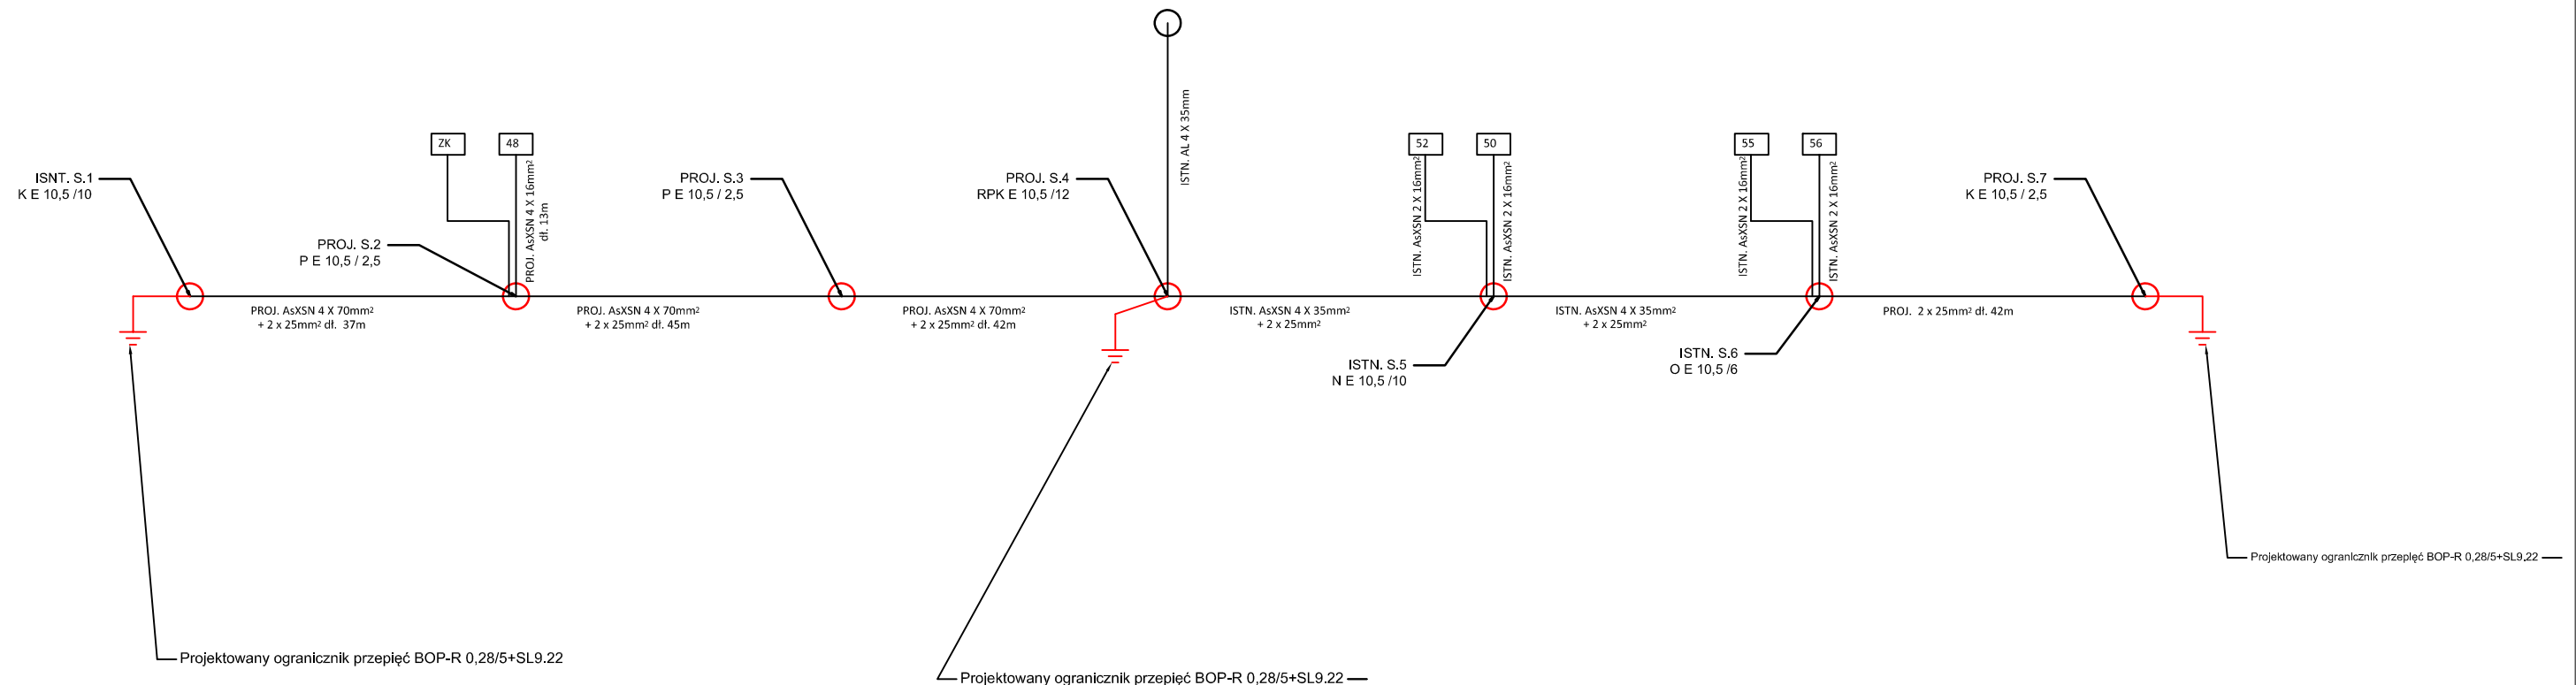 ISTN. AL 4 X 35mm
ZK
48
52
50
55
56
ISNT. S.1
K E 10,5 /10
PROJ. AsXSN 4 X 16mm²
dł. 13m
PROJ. S.2
P E 10,5 / 2,5
PROJ. S.3
P E 10,5 / 2,5
PROJ. S.4
RPK E 10,5 /12
ISTN. AsXSN 2 X 16mm²
ISTN. AsXSN 2 X 16mm²
ISTN. AsXSN 2 X 16mm²
ISTN. AsXSN 2 X 16mm²
PROJ. S.7
K E 10,5 / 2,5
PROJ. AsXSN 4 X 70mm²
+ 2 x 25mm² dł. 37m
PROJ. AsXSN 4 X 70mm²
+ 2 x 25mm² dł. 45m
PROJ. AsXSN 4 X 70mm²
+ 2 x 25mm² dł. 42m
ISTN. AsXSN 4 X 35mm²
+ 2 x 25mm²
ISTN. AsXSN 4 X 35mm²
+ 2 x 25mm²
PROJ. 2 x 25mm² dł. 42m
ISTN. S.5
N E 10,5 /10
ISTN. S.6
O E 10,5 /6
Projektowany ogranicznik przepięć BOP-R 0,28/5+SL9.22
Projektowany ogranicznik przepięć BOP-R 0,28/5+SL9.22
Projektowany ogranicznik przepięć BOP-R 0,28/5+SL9.22